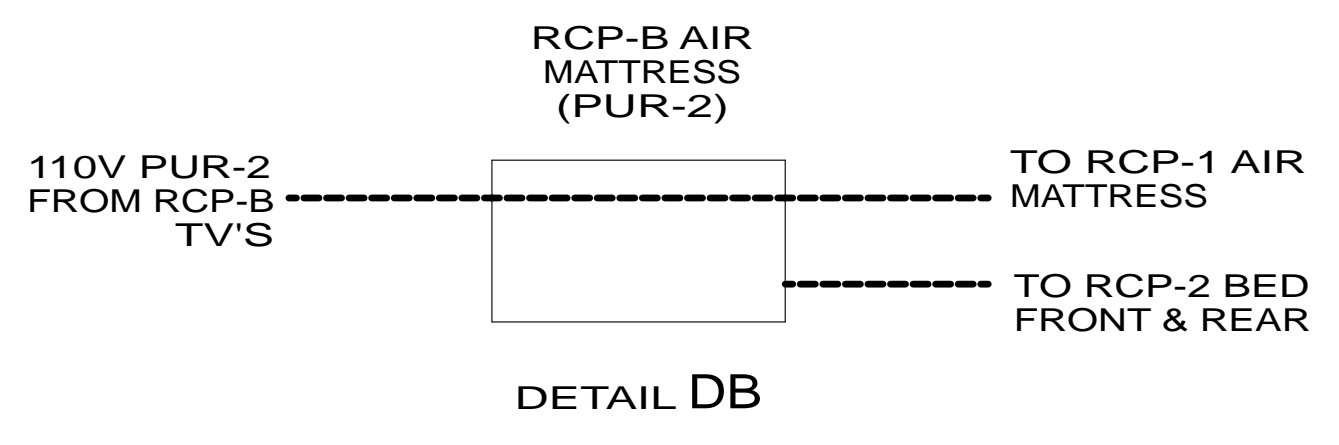 RCP-B AIR
MATTRESS
(PUR-2)
110V PUR-2
FROM RCP-B
TV'S
TO RCP-1 AIR
MATTRESS
TO RCP-2 BED
FRONT & REAR
DETAIL DB